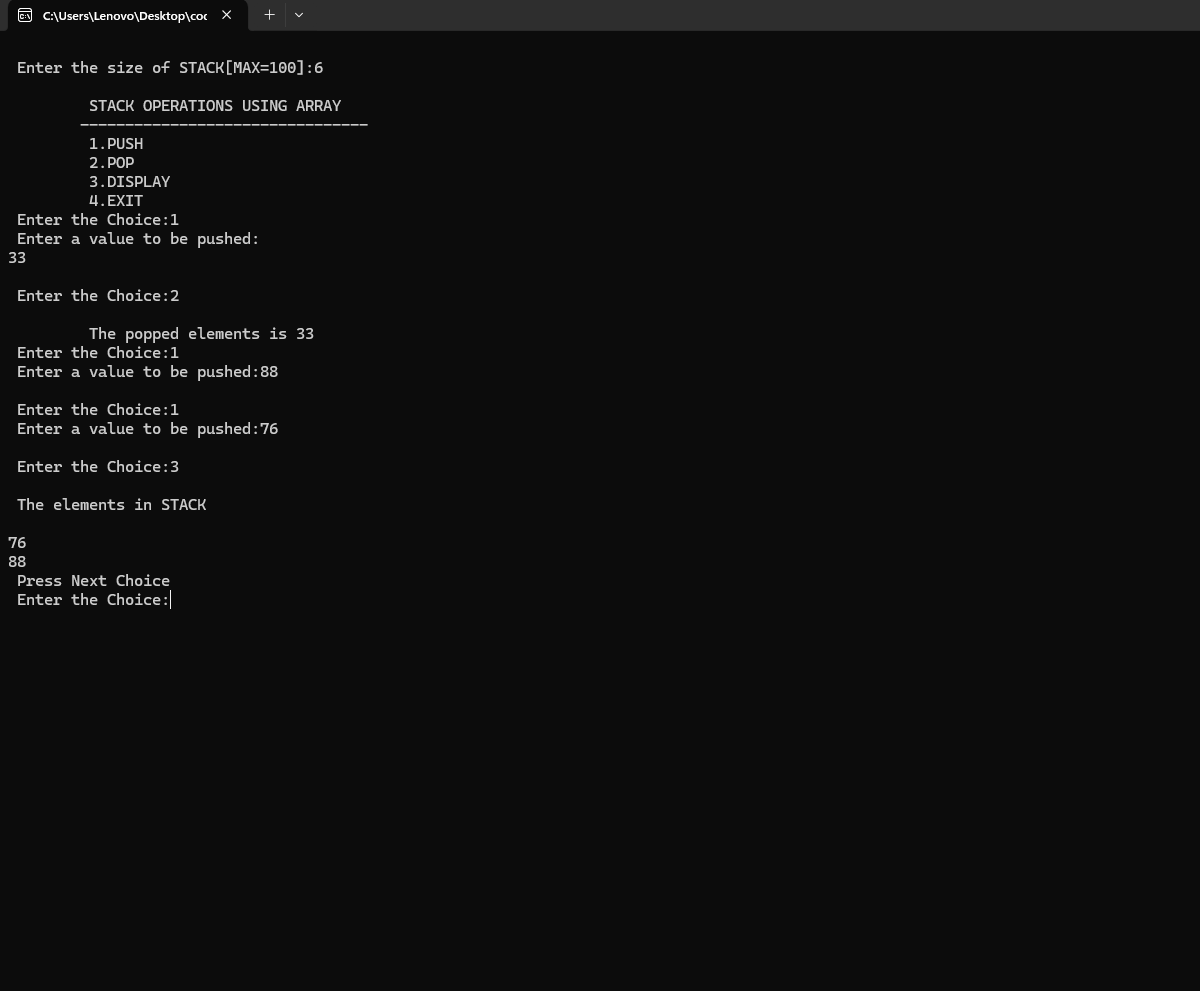 C:\Users\Lenovo\Desktop\coc
Enter the size of STACK[MAX=100]:6
STACK OPERATIONS USING ARRAY
--------------------------------
1.PUSH
2.POP
3.DISPLAY
4.EXIT
Enter the Choice:1
Enter a value to be pushed:
33
Enter the Choice:2
The popped elements is 33
Enter the Choice:1
Enter a value to be pushed:88
Enter the Choice:1
Enter a value to be pushed:76
Enter the Choice:3
The elements in STACK
76
88
Press Next Choice
Enter the Choice: